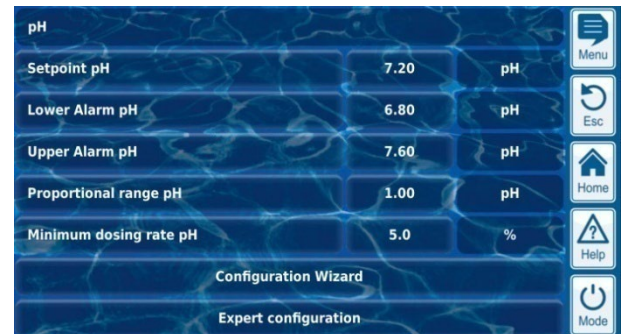 pH
Setpoint pH 7.20 pH
Lower Alarm pH 6.80 pH
Upper Alarm pH 7.60 pH
Proportional range pH 1.00 pH
Minimum dosing rate pH 5.0 %
Configuration Wizard
Expert configuration
Menu
Esc
Home
?
Help
Mode